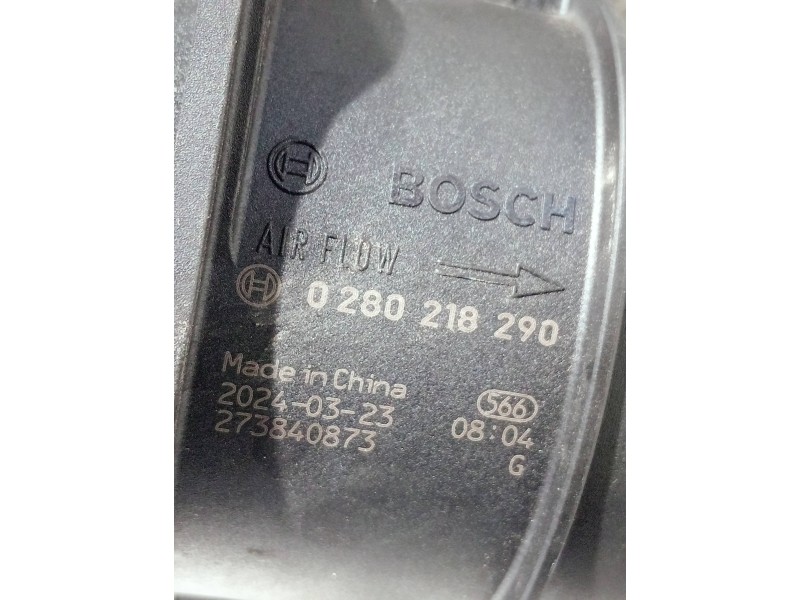 BOSCH
AIR FLOW
0 280 218 290
Made in China
2024-03-23
273840873
566
08:04
G